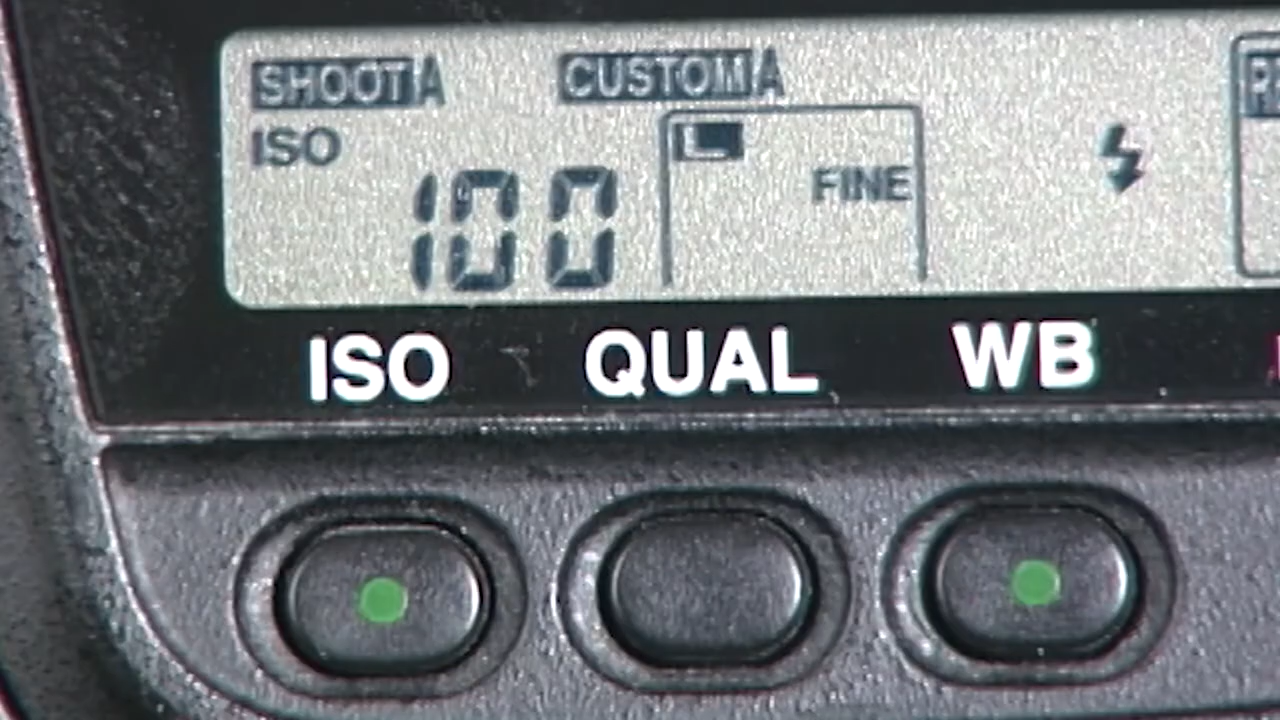 SHOOT A CUSTOM A
ISO
L
FINE
100
ISO QUAL WB